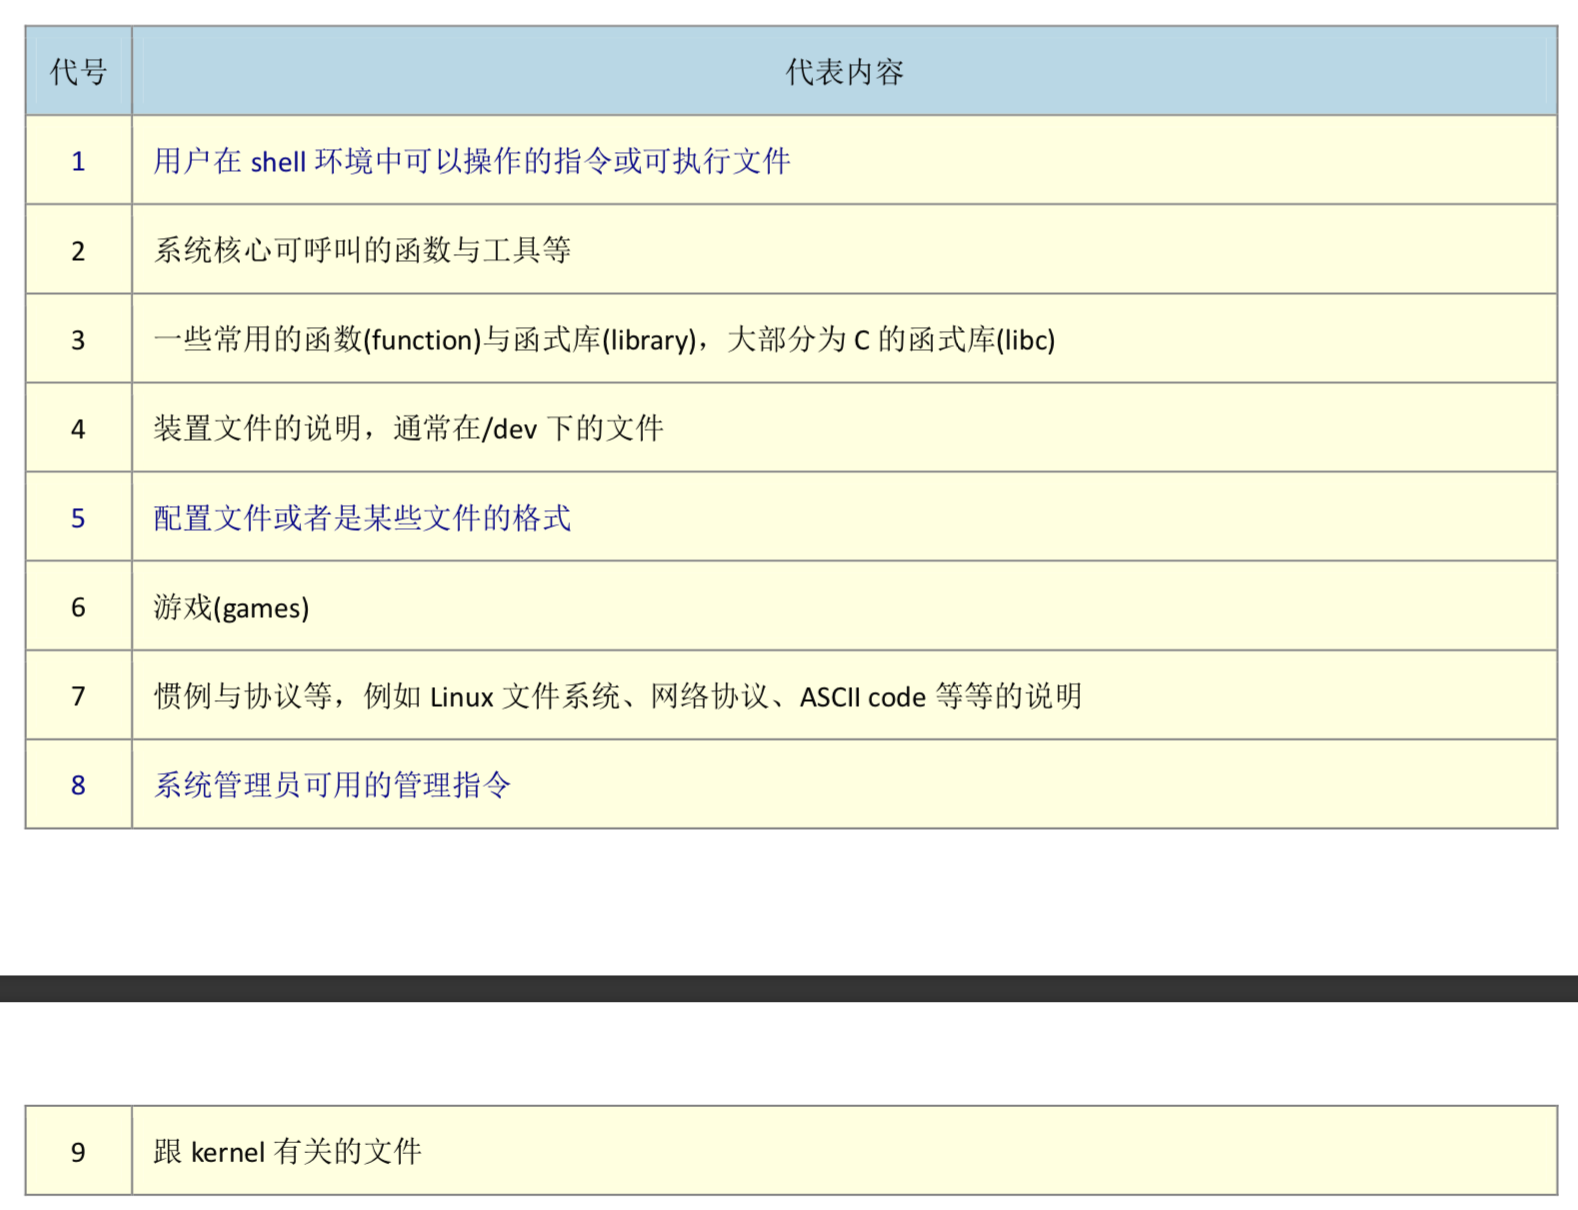 代号 代表内容
1 用户在 shell 环境中可以操作的指令或可执行文件
2 系统核心可呼叫的函数与工具等
3 一些常用的函数(function)与函式库(library)，大部分为 C 的函式库(libc)
4 装置文件的说明，通常在/dev 下的文件
5 配置文件或者是某些文件的格式
6 游戏(games)
7 惯例与协议等，例如 Linux 文件系统、网络协议、ASCII code 等等的说明
8 系统管理员可用的管理指令
9 跟 kernel 有关的文件